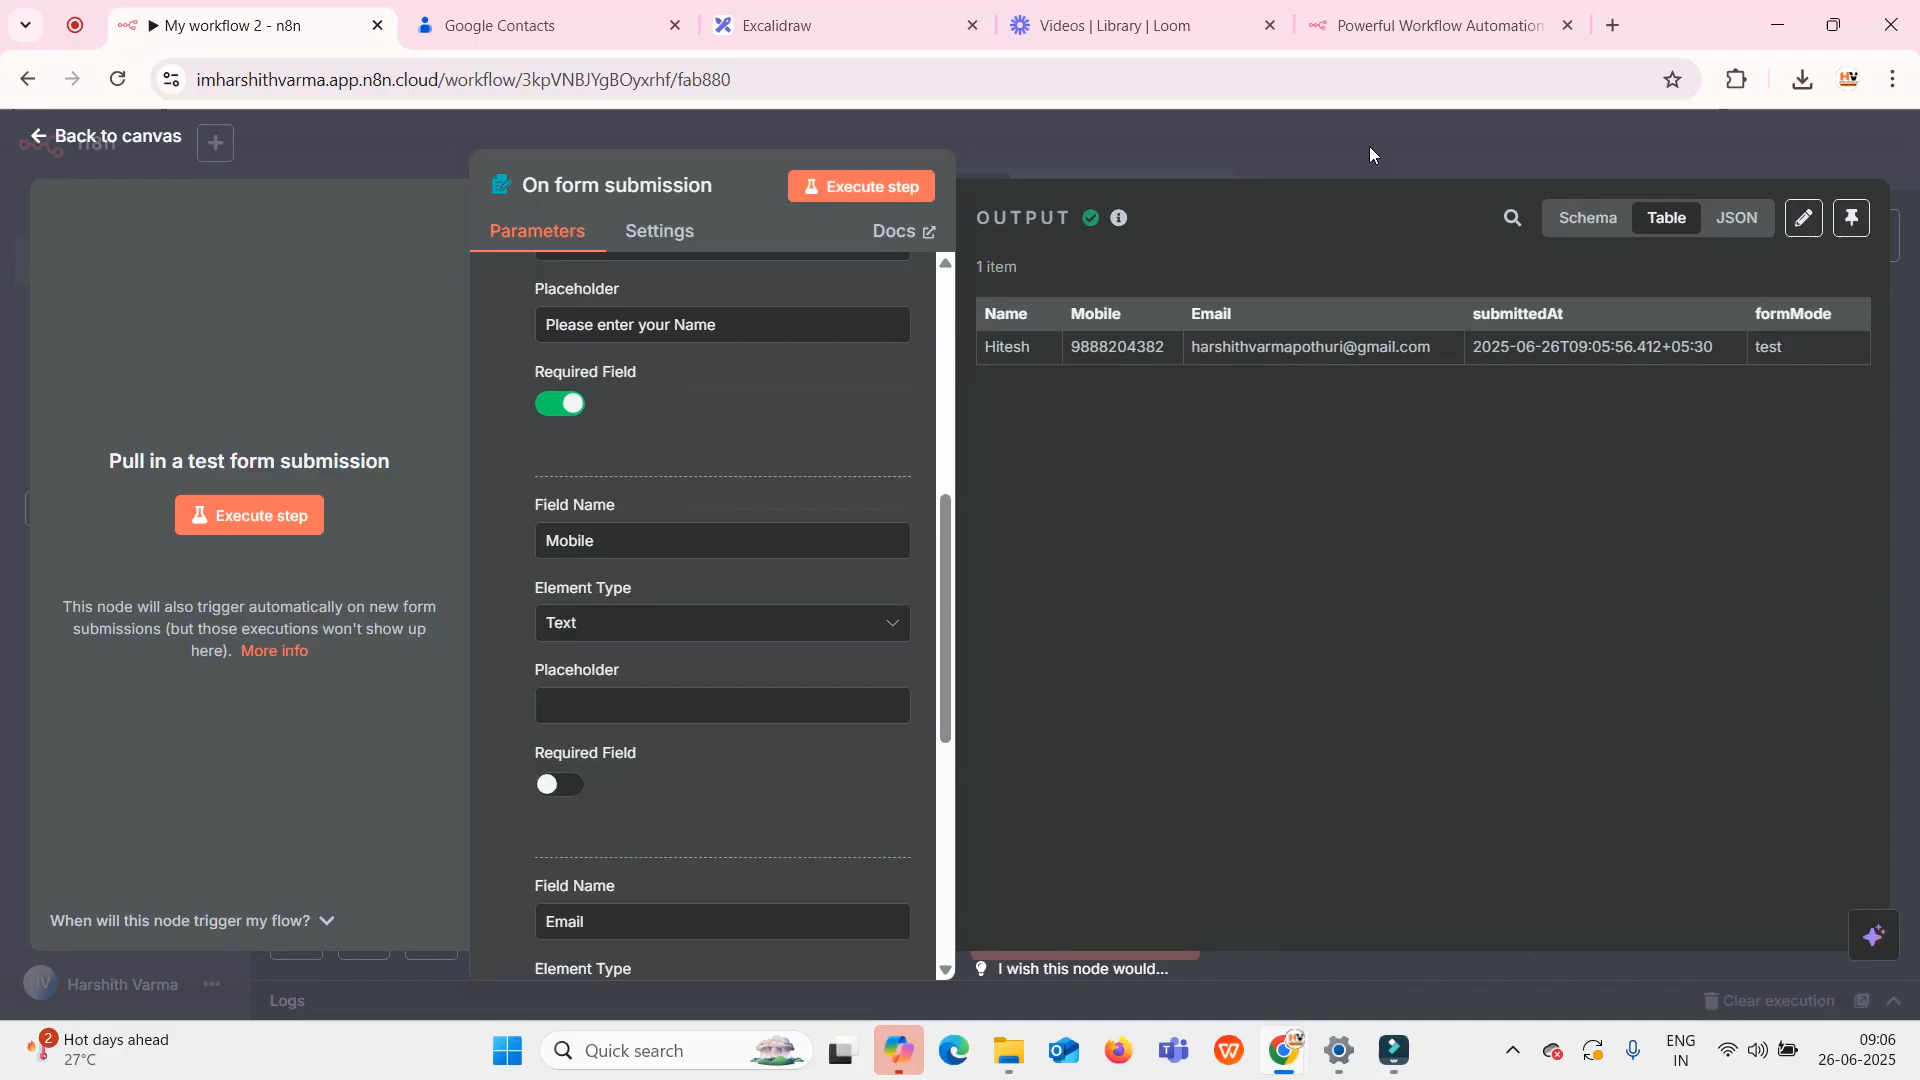 My workflow 2 - n8n
Google Contacts
Excalidraw
Videos | Library | Loom
Powerful Workflow Automation
imharshithvarma.app.n8n.cloud/workflow/3kpVNBJYgBOyxrhf/fab880
Back to canvas
n8n
On form submission
Execute step
Parameters
Settings
Docs
Placeholder
Please enter your Name
Required Field
Field Name
Mobile
Element Type
Text
Placeholder
Required Field
Field Name
Email
Element Type
Pull in a test form submission
Execute step
This node will also trigger automatically on new form
submissions (but those executions won't show up
here). More info
When will this node trigger my flow?
OUTPUT
Schema
Table
JSON
1 item
Name Mobile Email submittedAt formMode
Hitesh 9888204382 harshithvarmapothuri@gmail.com 2025-06-26T09:05:56.412+05:30 test
I wish this node would...
HV
Harshith Varma
Logs
Clear execution
2
Hot days ahead
27°C
Quick search
ENG
IN
09:06
26-06-2025